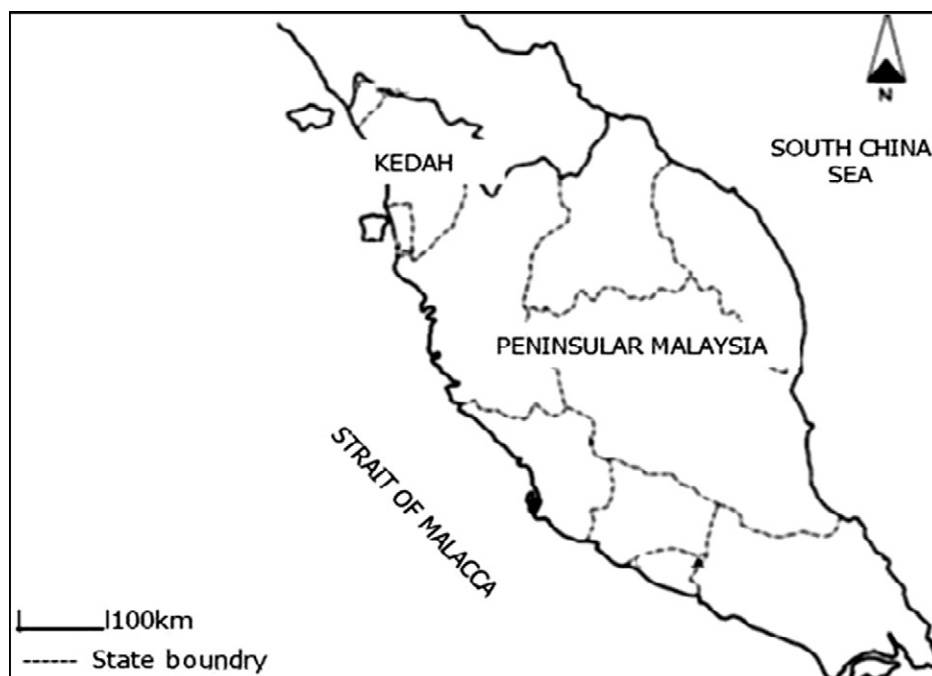 N
SOUTH CHINA
SEA
KEDAH
PENINSULAR MALAYSIA
STRAIT OF MALACCA
100km
State boundry